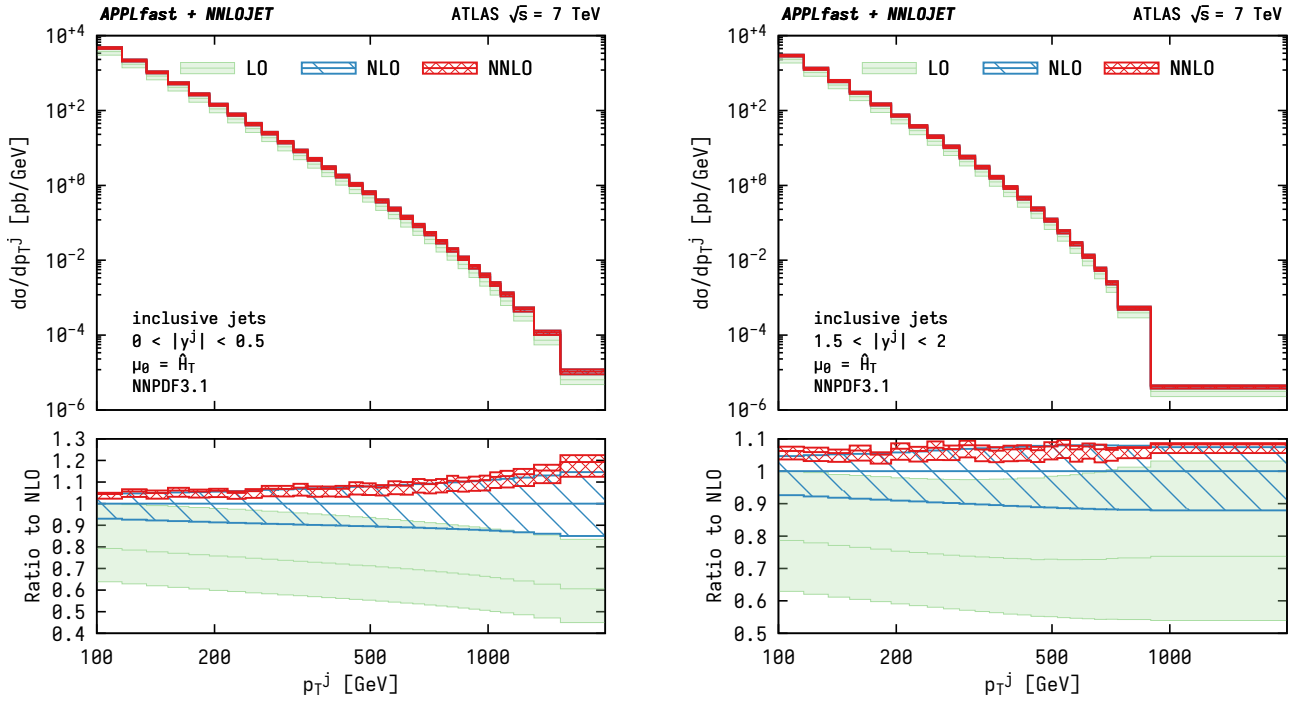 APPLfast + NNLOJET
ATLAS √s = 7 TeV
10⁺⁴
10⁺²
10⁺⁰
10⁻²
10⁻⁴
10⁻⁶
dσ/dp_T^j [pb/GeV]
LO
NLO
NNLO
inclusive jets
0 < |y^j| < 0.5
μ₀ = Ĥ_T
NNPDF3.1
1.3
1.2
1.1
1
0.9
0.8
0.7
0.6
0.5
0.4
Ratio to NLO
100
200
500
1000
p_T^j [GeV]
APPLfast + NNLOJET
ATLAS √s = 7 TeV
10⁺⁴
10⁺²
10⁺⁰
10⁻²
10⁻⁴
10⁻⁶
dσ/dp_T^j [pb/GeV]
LO
NLO
NNLO
inclusive jets
1.5 < |y^j| < 2
μ₀ = Ĥ_T
NNPDF3.1
1.1
1
0.9
0.8
0.7
0.6
0.5
Ratio to NLO
100
200
500
1000
p_T^j [GeV]